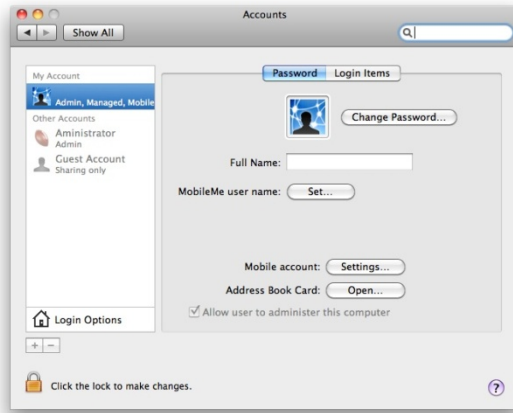 Accounts
Show All
My Account
Admin, Managed, Mobile
Other Accounts
Aministrator
Admin
Guest Account
Sharing only
Login Options
+ −
Click the lock to make changes.
Password Login Items
Change Password...
Full Name:
MobileMe user name: Set...
Mobile account: Settings...
Address Book Card: Open...
Allow user to administer this computer
?